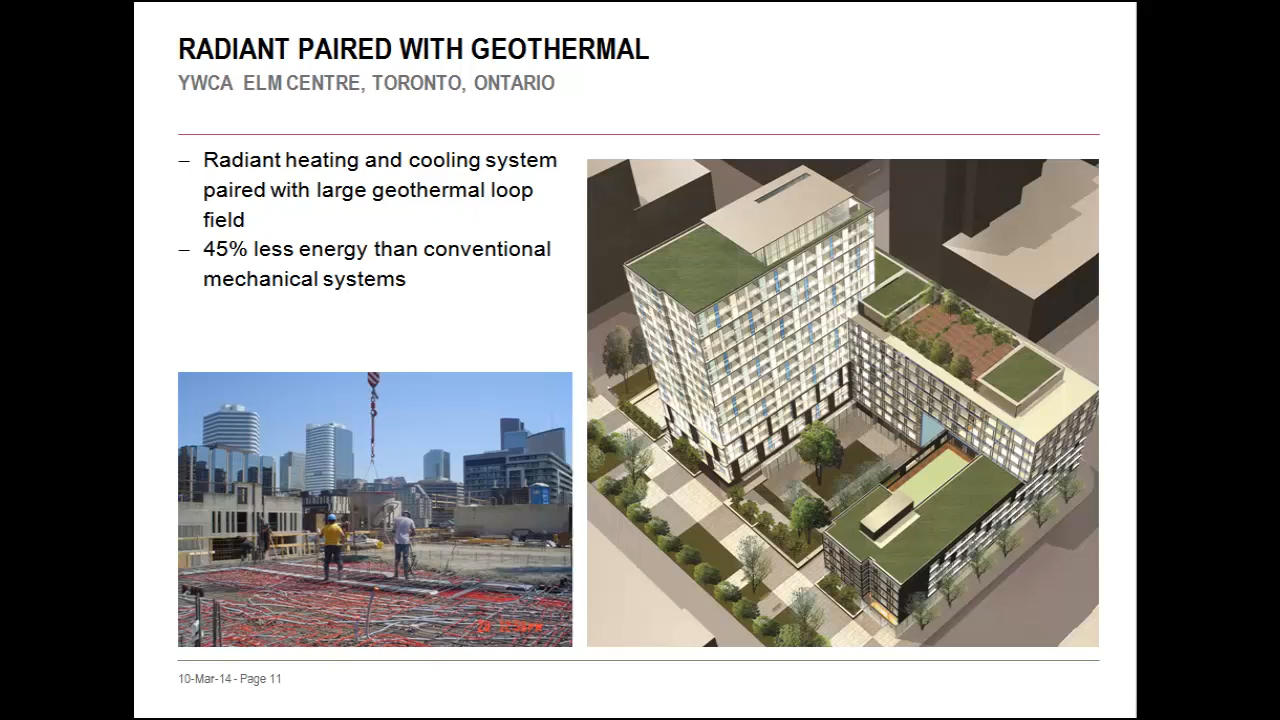 RADIANT PAIRED WITH GEOTHERMAL
YWCA ELM CENTRE, TORONTO, ONTARIO
– Radiant heating and cooling system
paired with large geothermal loop
field
– 45% less energy than conventional
mechanical systems
10-Mar-14 - Page 11